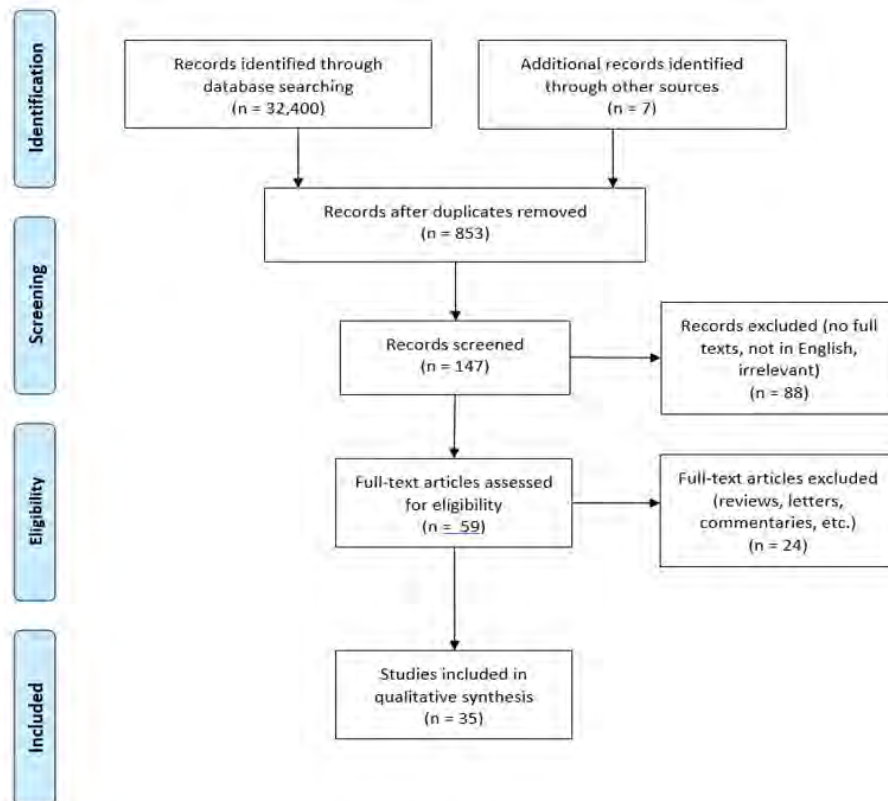 Identification
Records identified through
database searching
(n = 32,400)
Additional records identified
through other sources
(n = 7)
Records after duplicates removed
(n = 853)
Screening
Records screened
(n = 147)
Records excluded (no full
texts, not in English,
irrelevant)
(n = 88)
Eligibility
Full-text articles assessed
for eligibility
(n = 59)
Full-text articles excluded
(reviews, letters,
commentaries, etc.)
(n = 24)
Included
Studies included in
qualitative synthesis
(n = 35)